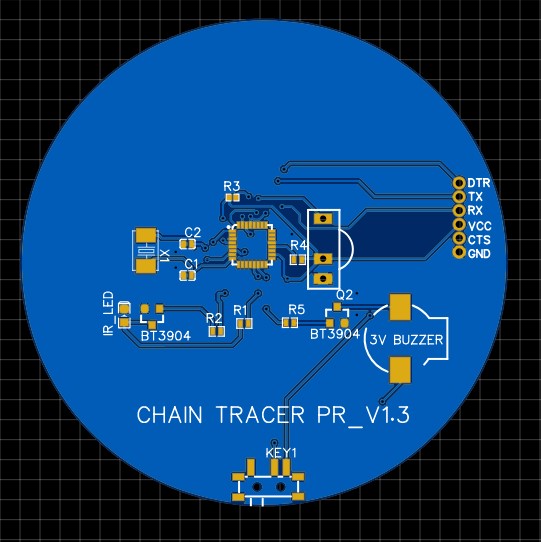 DTR
TX
RX
VCC
CTS
GND
R3
C2
X1
C1
R4
IR_LED
BT3904
R2
R1
R5
Q2
BT3904
3V BUZZER
CHAIN TRACER PR_V1.3
KEY1